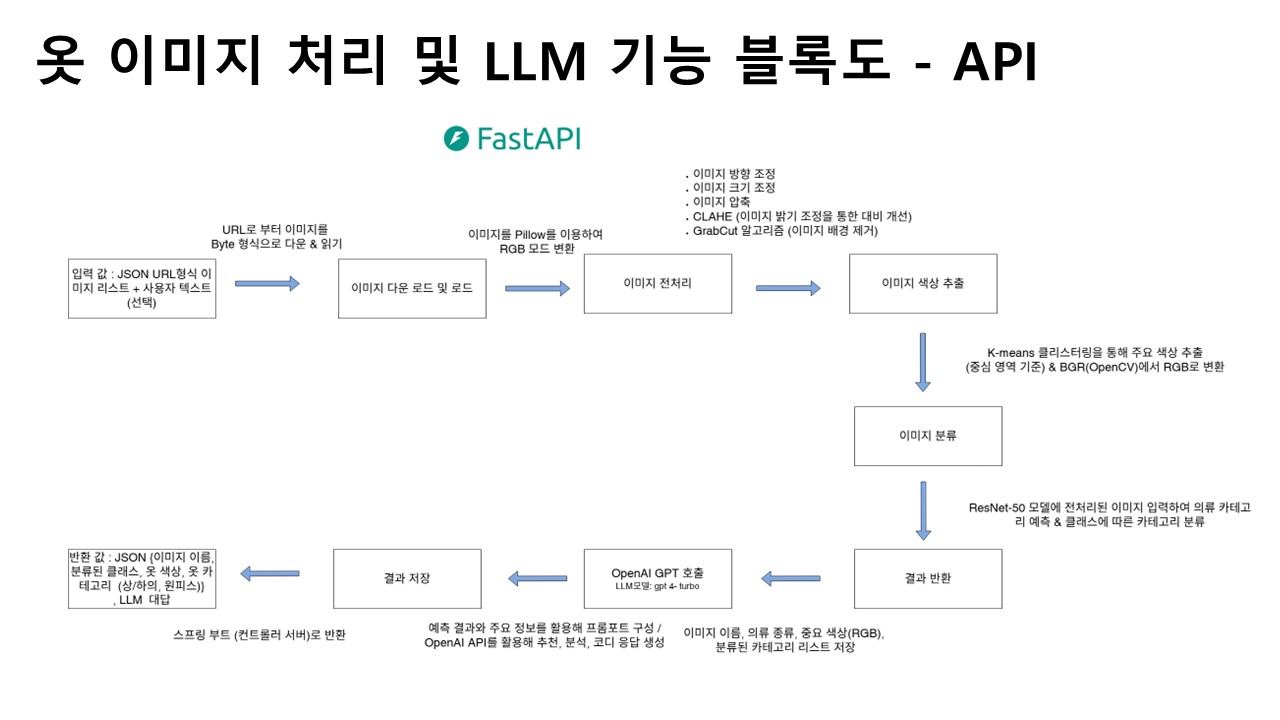 옷 이미지 처리 및 LLM 기능 블록도 - API
FastAPI
. 이미지 방향 조정
. 이미지 크기 조정
. 이미지 압축
. CLAHE (이미지 밝기 조정을 통한 대비 개선)
. GrabCut 알고리즘 (이미지 배경 제거)
URL로 부터 이미지를
Byte 형식으로 다운 & 읽기
이미지를 Pillow를 이용하여
RGB 모드 변환
입력 값 : JSON URL형식 이
미지 리스트 + 사용자 텍스트
(선택)
이미지 다운 로드 및 로드
이미지 전처리
이미지 색상 추출
K-means 클리스터링을 통해 주요 색상 추출
(중심 영역 기준) & BGR(OpenCV)에서 RGB로 변환
이미지 분류
ResNet-50 모델에 전처리된 이미지 입력하여 의류 카테고
리 예측 & 클래스에 따른 카테고리 분류
반환 값 : JSON {이미지 이름,
분류된 클래스, 옷 색상, 옷 카
테고리 (상/하의, 원피스)}
, LLM 대답
결과 저장
OpenAI GPT 호출
LLM모델: gpt 4- turbo
결과 반환
스프링 부트 (컨트롤러 서버)로 반환
예측 결과와 주요 정보를 활용해 프롬포트 구성 /
OpenAI API를 활용해 추천, 분석, 코디 응답 생성
이미지 이름, 의류 종류, 중요 색상(RGB),
분류된 카테고리 리스트 저장